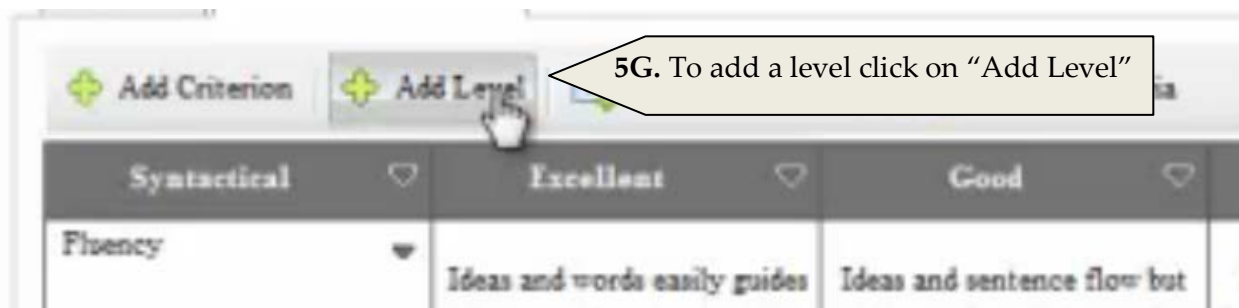 5G. To add a level click on “Add Level”
Add Criterion Add Level ia
Syntactical Excellent Good
Fluency
Ideas and words easily guides Ideas and sentence flow but